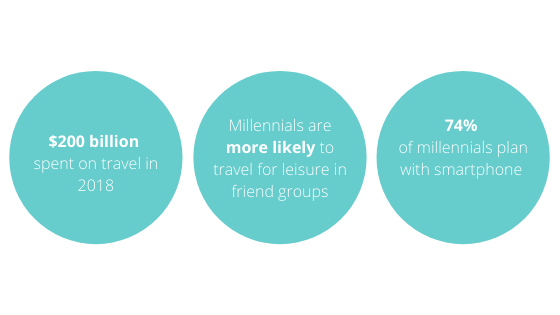 $200 billion
spent on travel in
2018
Millennials are
more likely to
travel for leisure in
friend groups
74%
of millennials plan
with smartphone